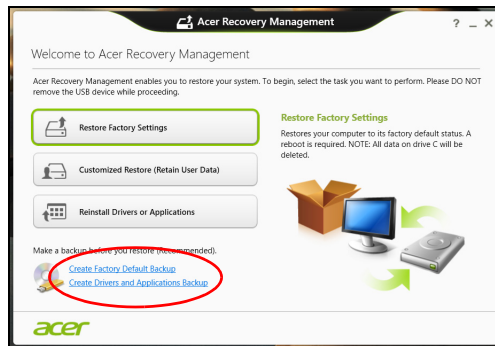 Acer Recovery Management
? _ X
Welcome to Acer Recovery Management
Acer Recovery Management enables you to restore your system. To begin, select the task you want to perform. Please DO NOT
remove the USB device while proceeding.
Restore Factory Settings
Customized Restore (Retain User Data)
Reinstall Drivers or Applications
Restore Factory Settings
Restores your computer to its factory default status. A
reboot is required. NOTE: All data on drive C will be
deleted.
Make a backup before you restore (Recommended).
Create Factory Default Backup
Create Drivers and Applications Backup
acer